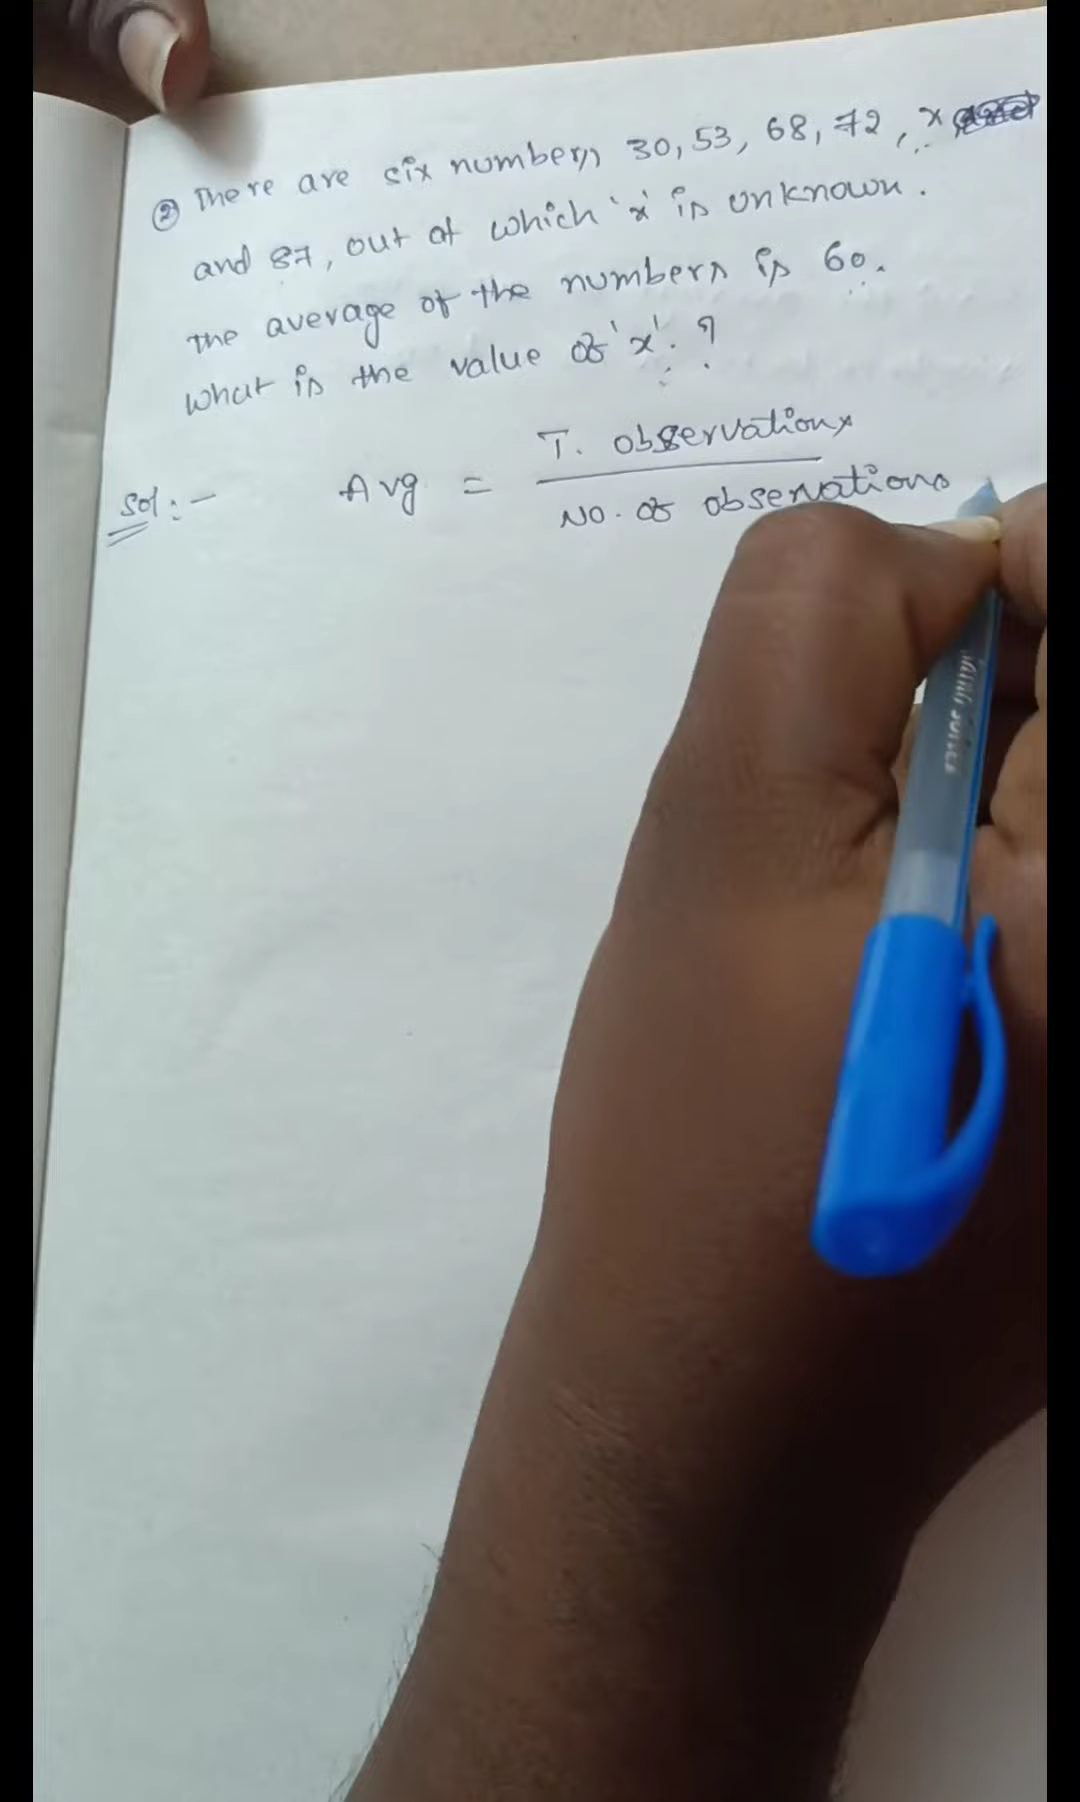 ② There are six numbers 30, 53, 68, 72, x
and 87, out of which 'x' is unknown.
The average of the numbers is 60.
What is the value of 'x'. ?
Sol:- Avg = T. observations
No. of observations